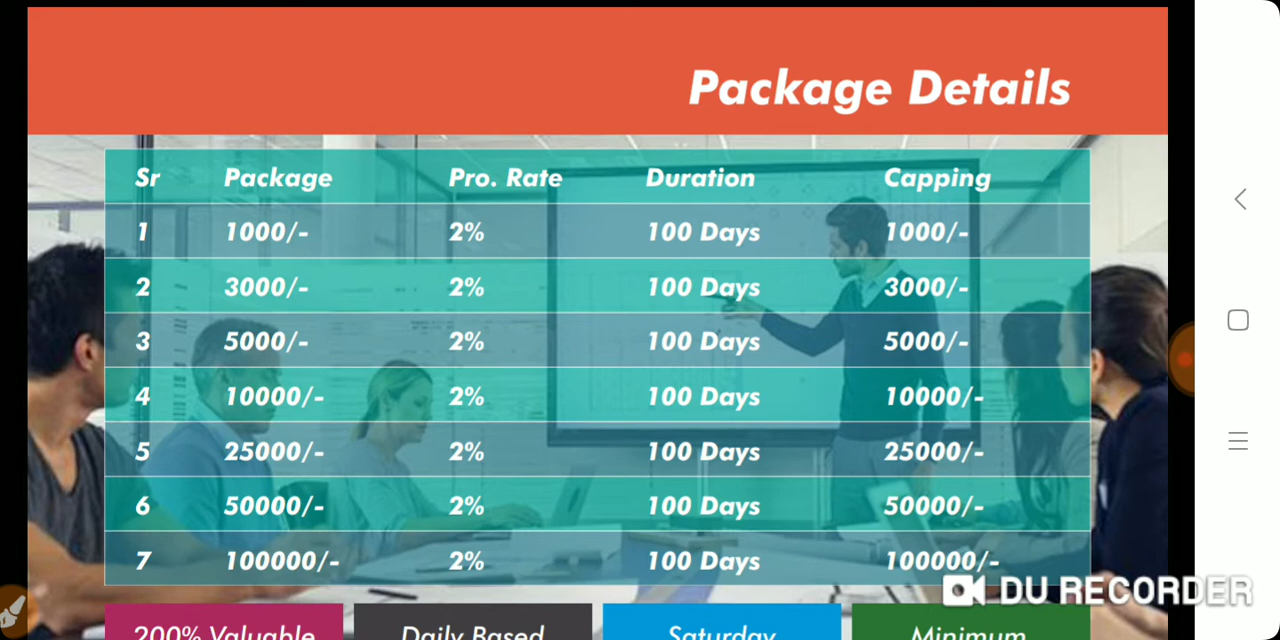 Package Details
Sr Package Pro. Rate Duration Capping
1 1000/- 2% 100 Days 1000/-
2 3000/- 2% 100 Days 3000/-
3 5000/- 2% 100 Days 5000/-
4 10000/- 2% 100 Days 10000/-
5 25000/- 2% 100 Days 25000/-
6 50000/- 2% 100 Days 50000/-
7 100000/- 2% 100 Days 100000/-
DU RECORDER
200% Valuable Daily Based Saturday Minimum